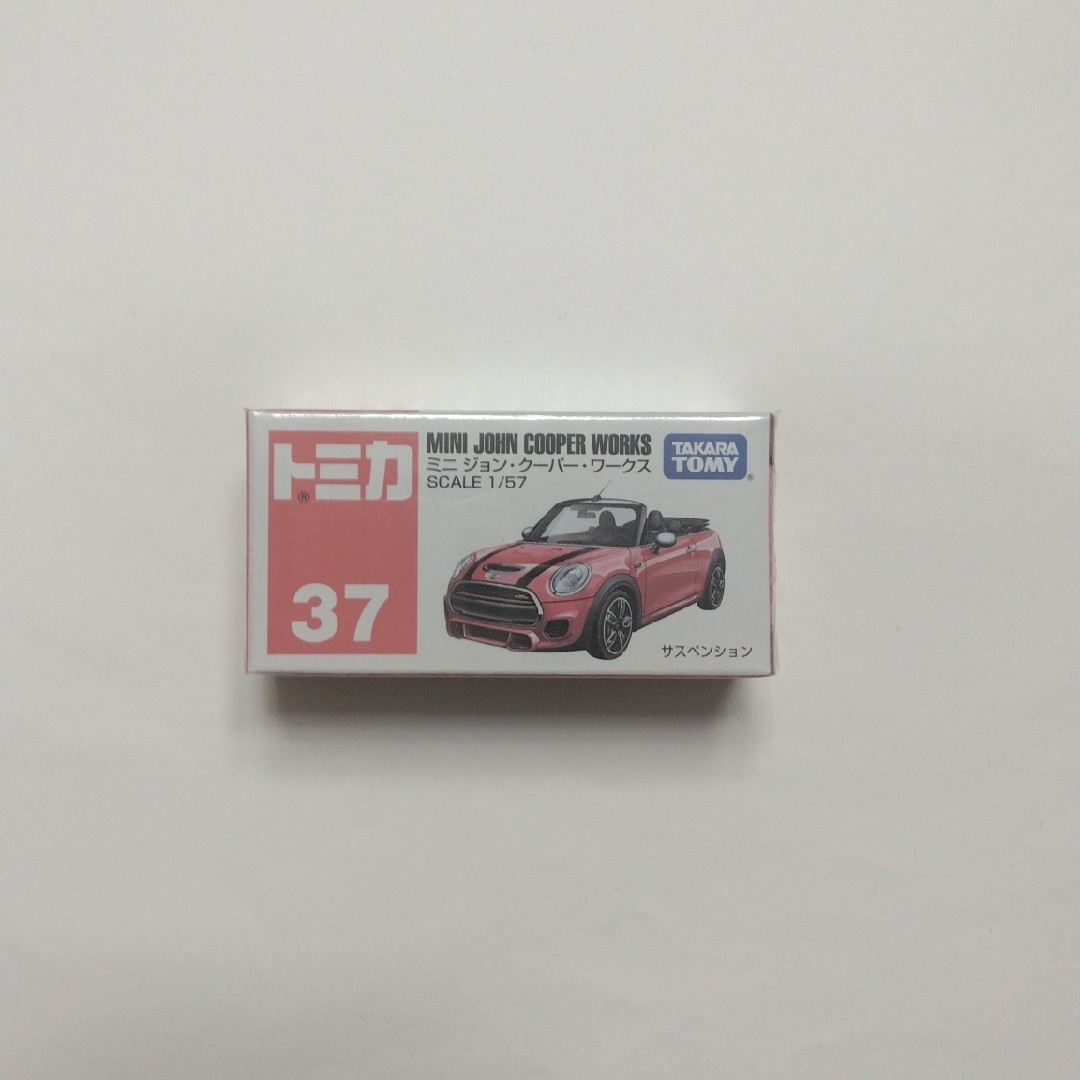 トミカ
®
37
MINI JOHN COOPER WORKS
ミニ ジョン・クーパー・ワークス
SCALE 1/57
TAKARA
TOMY
®
サスペンション